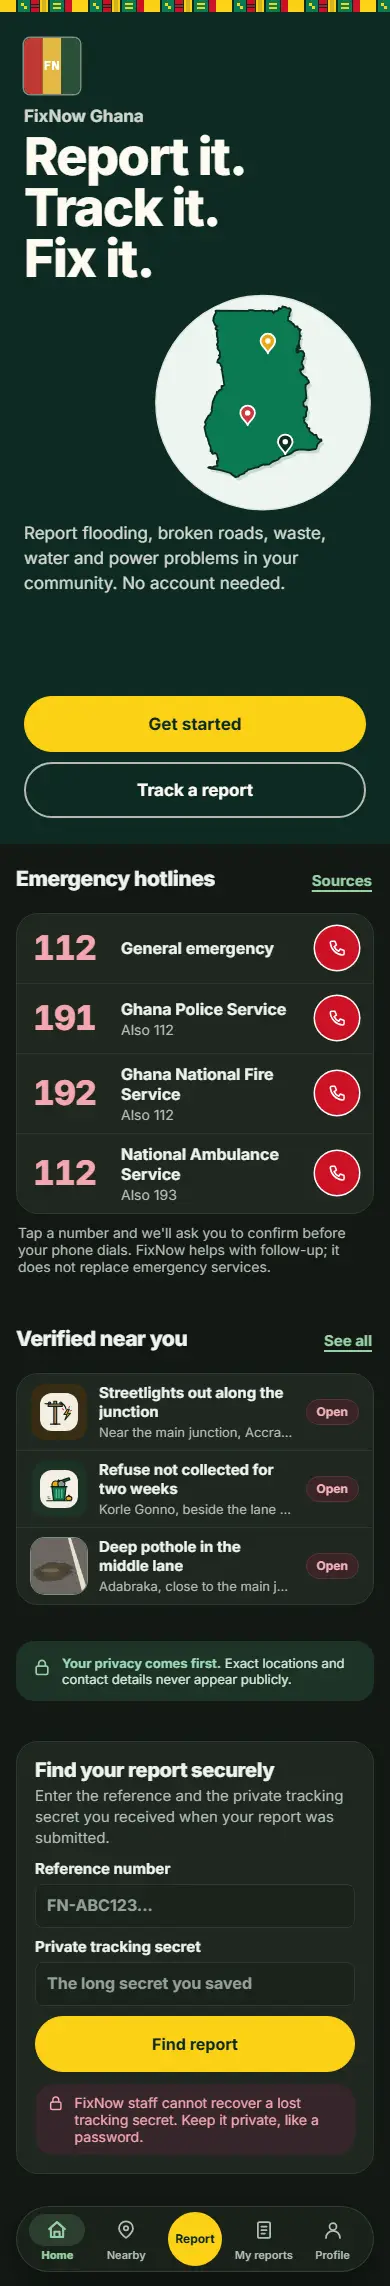 FN
FixNow Ghana
Report it.
Track it.
Fix it.
Report flooding, broken roads, waste,
water and power problems in your
community. No account needed.
Get started
Track a report
Emergency hotlines
Sources
112
General emergency
191
Ghana Police Service
Also 112
192
Ghana National Fire
Service
Also 112
112
National Ambulance
Service
Also 193
Tap a number and we'll ask you to confirm before
your phone dials. FixNow helps with follow-up; it
does not replace emergency services.
Verified near you
See all
Streetlights out along the
junction
Near the main junction, Accra...
Open
Refuse not collected for
two weeks
Korle Gonno, beside the lane ...
Open
Deep pothole in the
middle lane
Adabraka, close to the main j...
Open
Your privacy comes first. Exact locations and
contact details never appear publicly.
Find your report securely
Enter the reference and the private tracking
secret you received when your report was
submitted.
Reference number
FN-ABC123...
Private tracking secret
The long secret you saved
Find report
FixNow staff cannot recover a lost
tracking secret. Keep it private, like a
password.
Home
Nearby
Report
My reports
Profile